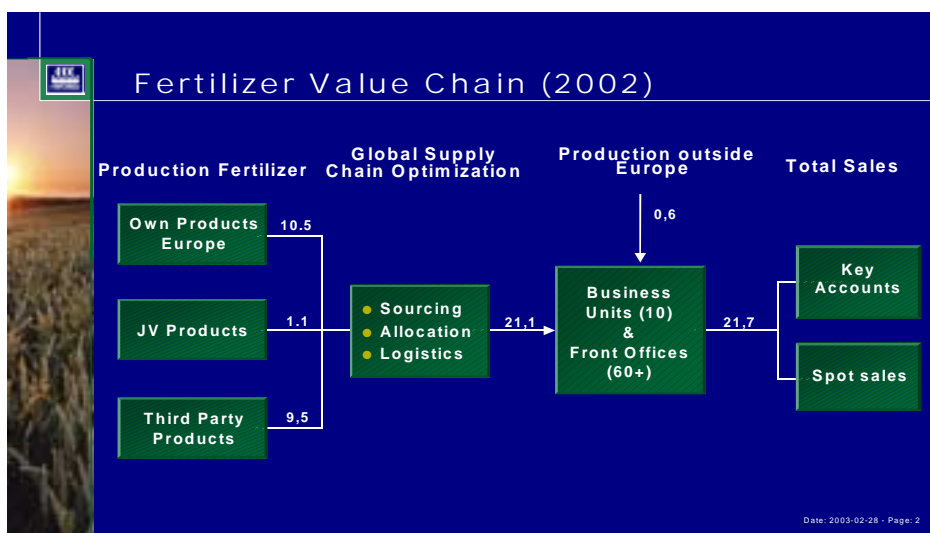 Fertilizer Value Chain (2002)
Production Fertilizer
Global Supply
Chain Optimization
Production outside
Europe
Total Sales
Own Products
Europe
10.5
JV Products
1.1
Third Party
Products
9,5
Sourcing
Allocation
Logistics
21,1
0,6
Business
Units (10)
&
Front Offices
(60+)
21,7
Key
Accounts
Spot sales
Date: 2003-02-28 - Page: 2